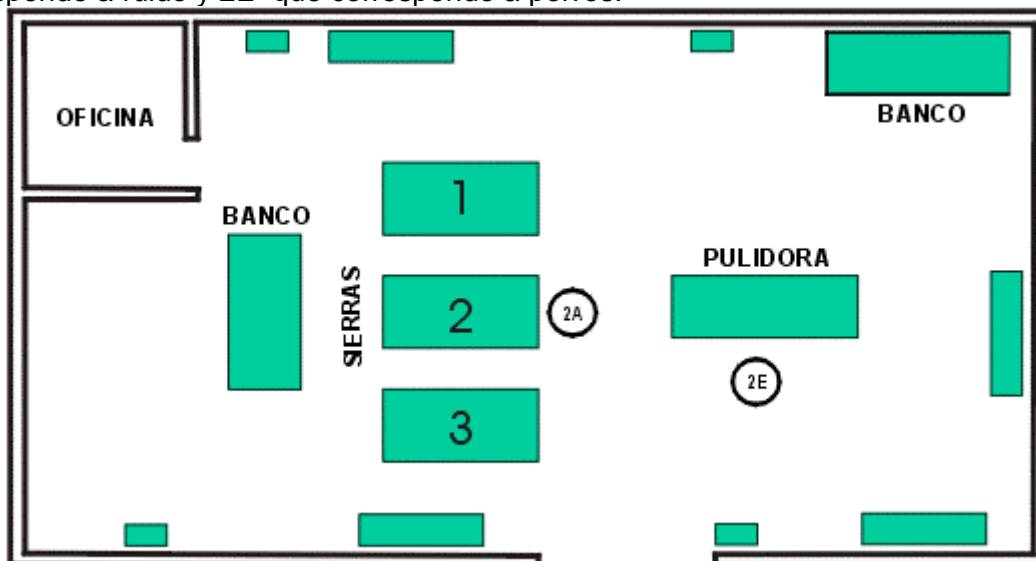 OFICINA
BANCO
BANCO
SIERRAS
1
2
3
2A
PULIDORA
2E